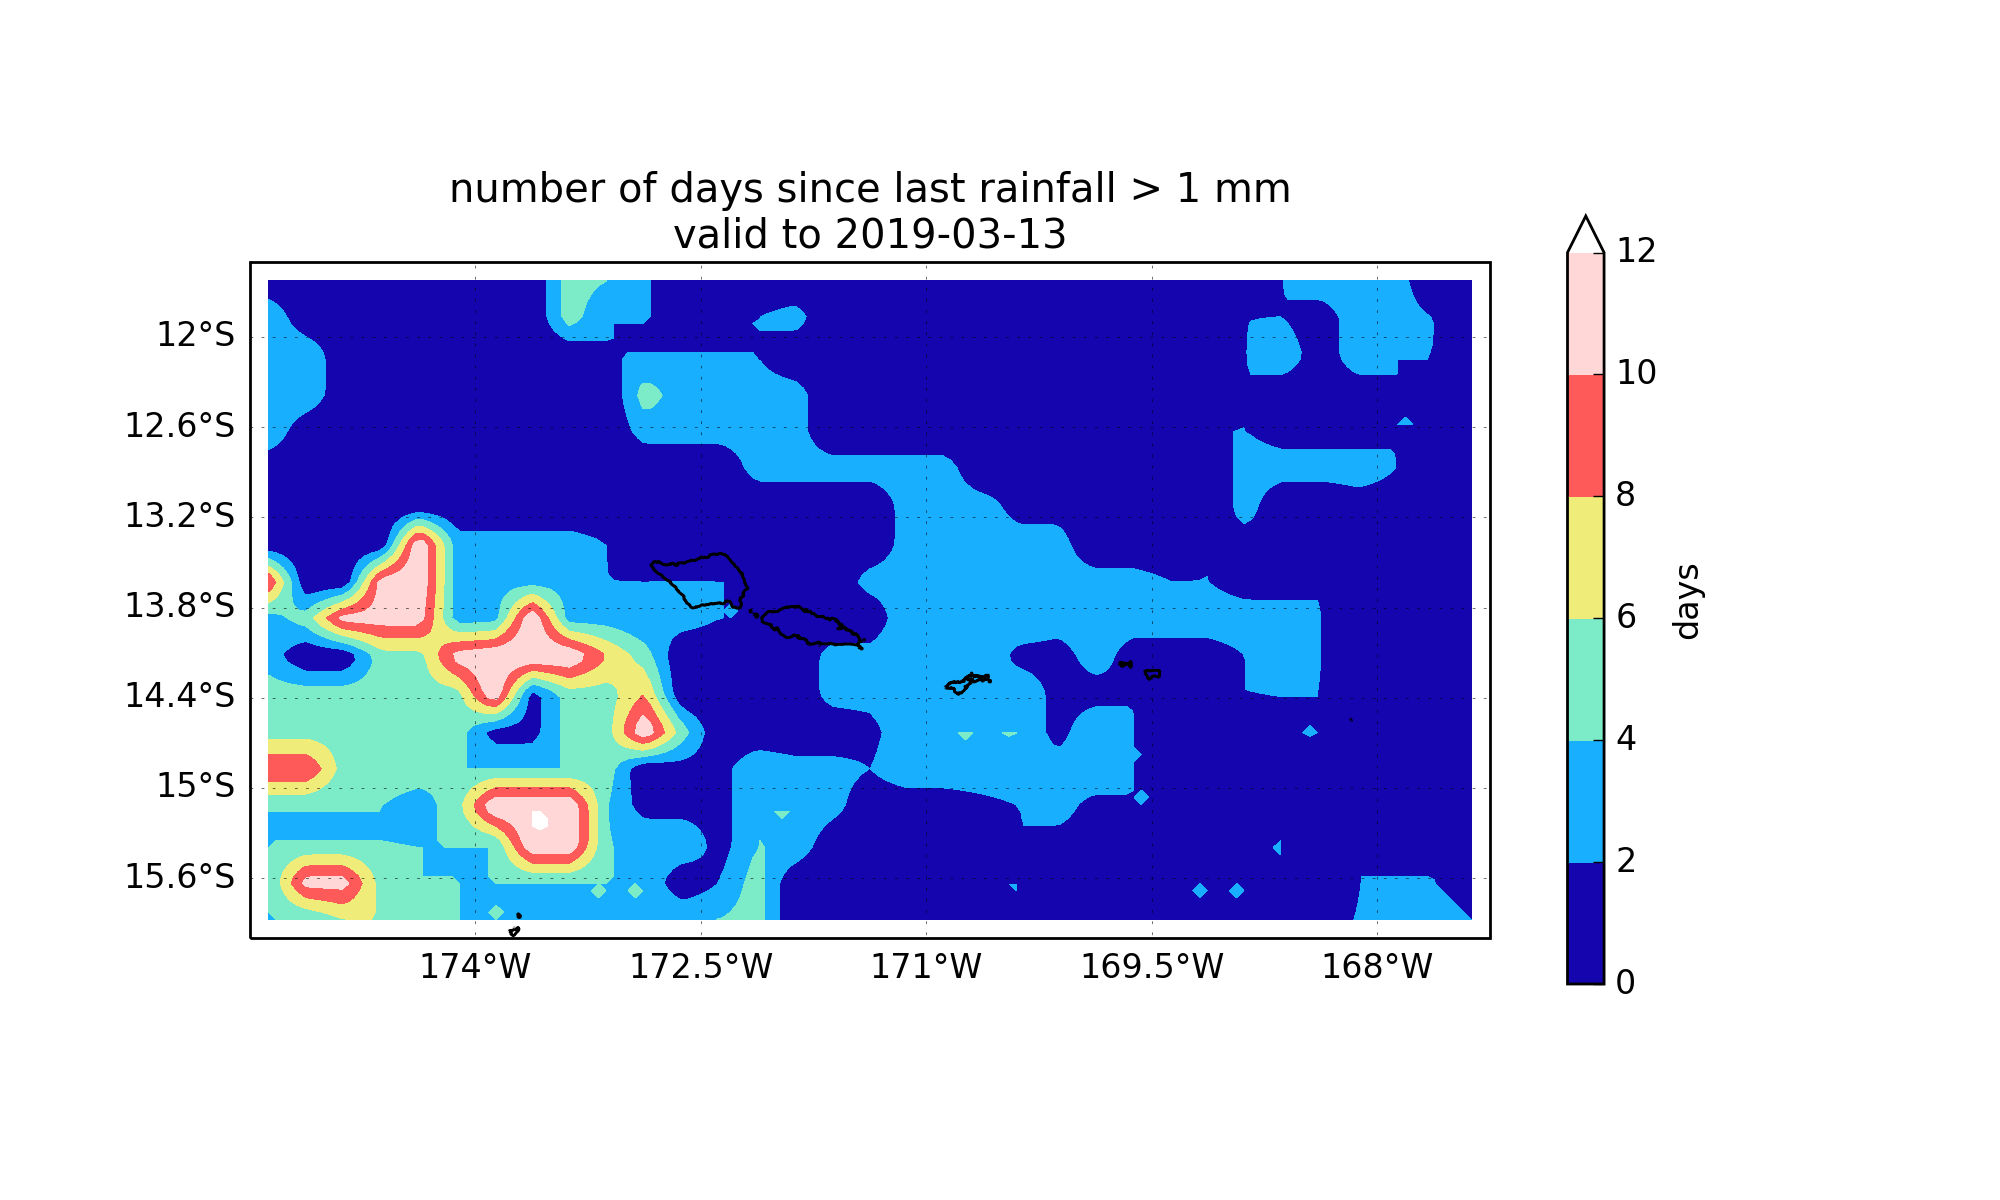 number of days since last rainfall > 1 mm
valid to 2019-03-13
12°S
12.6°S
13.2°S
13.8°S
14.4°S
15°S
15.6°S
174°W
172.5°W
171°W
169.5°W
168°W
12
10
8
6
4
2
0
days